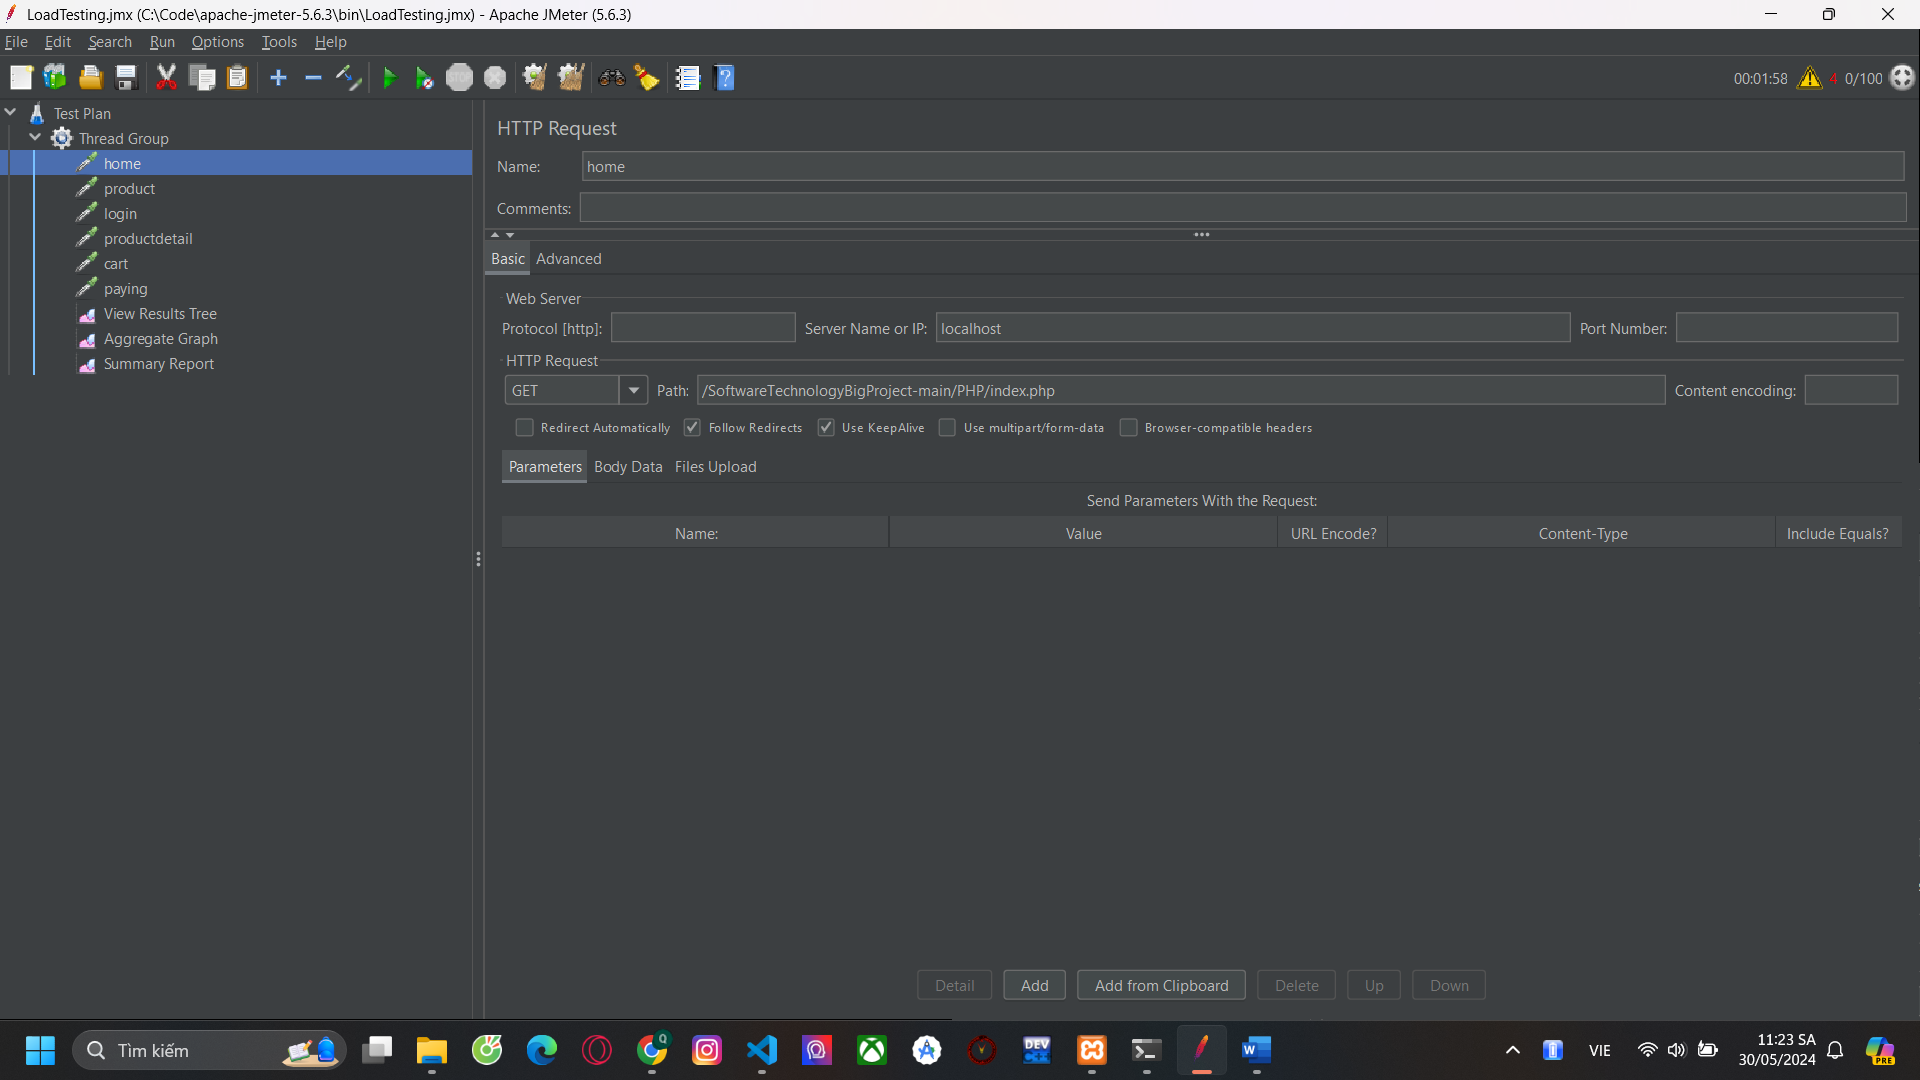 LoadTesting.jmx (C:\Code\apache-jmeter-5.6.3\bin\LoadTesting.jmx) - Apache JMeter (5.6.3)
File Edit Search Run Options Tools Help
STOP
00:01:58 4 0/100
Test Plan
Thread Group
home
product
login
productdetail
cart
paying
View Results Tree
Aggregate Graph
Summary Report
HTTP Request
Name: home
Comments:
Basic Advanced
Web Server
Protocol [http]: Server Name or IP: localhost Port Number:
HTTP Request
GET Path: /SoftwareTechnologyBigProject-main/PHP/index.php Content encoding:
Redirect Automatically Follow Redirects Use KeepAlive Use multipart/form-data Browser-compatible headers
Parameters Body Data Files Upload
Send Parameters With the Request:
Name: Value URL Encode? Content-Type Include Equals?
Detail Add Add from Clipboard Delete Up Down
Tìm kiếm
Q
DEV
C++
W
VIE
11:23 SA
30/05/2024
PRE